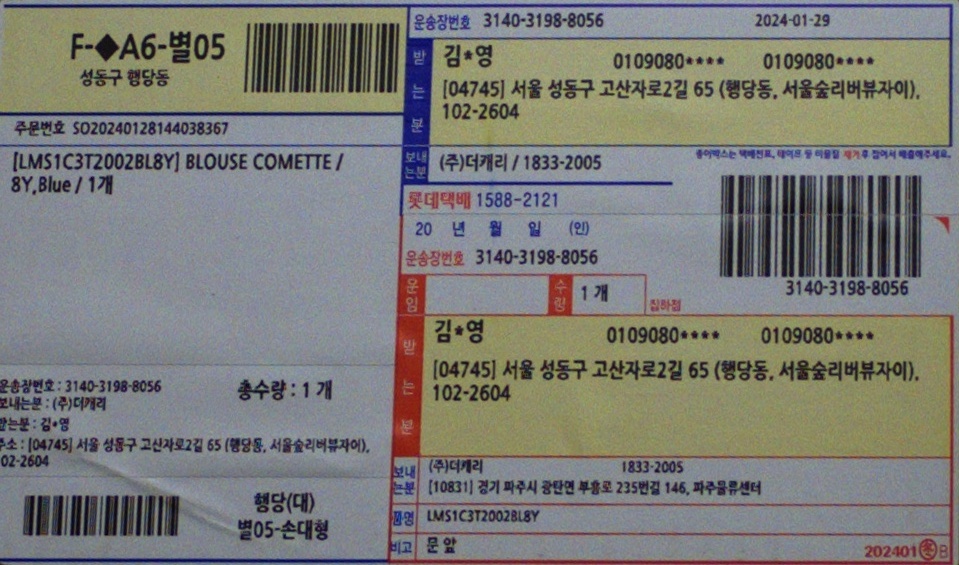 F-◆A6-별05
성동구 행당동
주문번호 SO20240128144038367
[LMS1C3T2002BL8Y] BLOUSE COMETTE /
8Y,Blue / 1개
운송장번호 : 3140-3198-8056
총수량 : 1 개
보내는분 : (주)더캐리
받는분 : 김*영
주소 : [04745] 서울 성동구 고산자로2길 65 (행당동, 서울숲리버뷰자이),
02-2604
행당(대)
별05-손대형
운송장번호 3140-3198-8056 2024-01-29
받는분
김*영 0109080**** 0109080****
[04745] 서울 성동구 고산자로2길 65 (행당동, 서울숲리버뷰자이),
102-2604
보내는분 (주)더캐리 / 1833-2005
종이박스는 택배전표, 테이프 등 이물질 제거 후 접어서 배출해주세요.
롯데택배 1588-2121
20 년 월 일 (인)
운송장번호 3140-3198-8056
3140-3198-8056
운임 수량 1 개 집하점
받는분
김*영 0109080**** 0109080****
[04745] 서울 성동구 고산자로2길 65 (행당동, 서울숲리버뷰자이),
102-2604
보내는분 (주)더캐리 1833-2005
[10831] 경기 파주시 광탄면 부흥로 235번길 146, 파주물류센터
품명 LMS1C3T2002BL8Y
비고 문 앞
202401 B